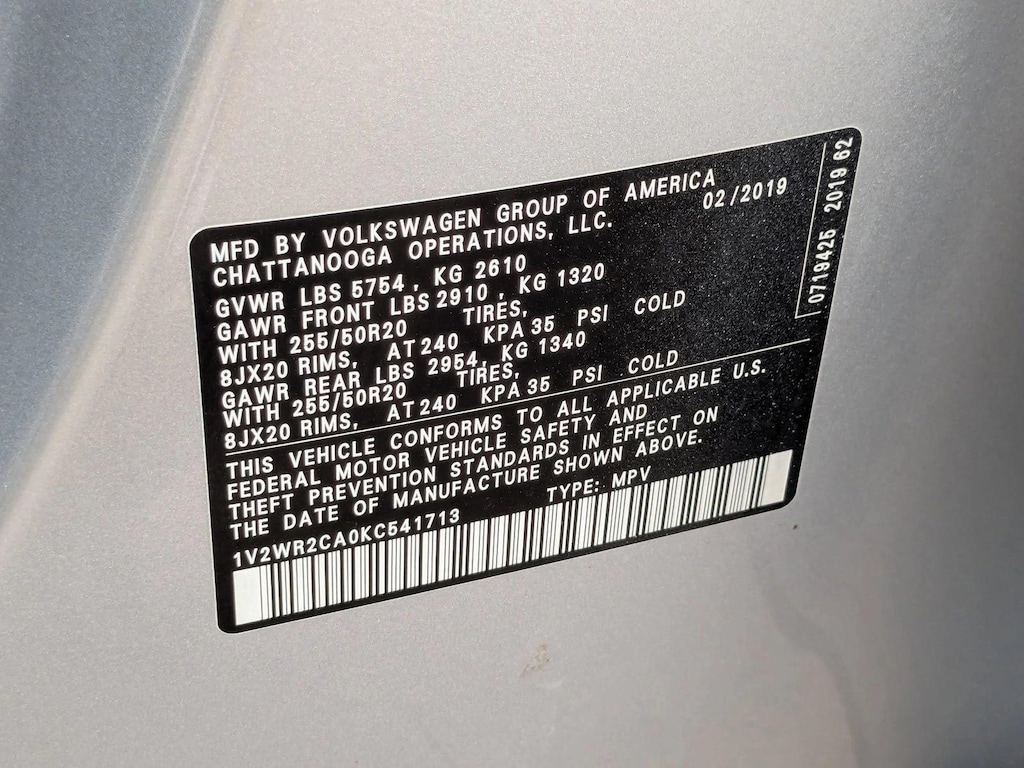 MFD BY VOLKSWAGEN GROUP OF AMERICA
CHATTANOOGA OPERATIONS, LLC.
02/2019
GVWR LBS 5754, KG 2610
GAWR FRONT LBS 2910, KG 1320
WITH 255/50R20 TIRES,
8JX20 RIMS, AT 240 KPA 35 PSI COLD
GAWR REAR LBS 2954, KG 1340
WITH 255/50R20 TIRES,
8JX20 RIMS, AT 240 KPA 35 PSI COLD
THIS VEHICLE CONFORMS TO ALL APPLICABLE U.S.
FEDERAL MOTOR VEHICLE SAFETY AND
THEFT PREVENTION STANDARDS IN EFFECT ON
THE DATE OF MANUFACTURE SHOWN ABOVE.
1V2WR2CA0KC541713 TYPE: MPV
0719425 2019 62